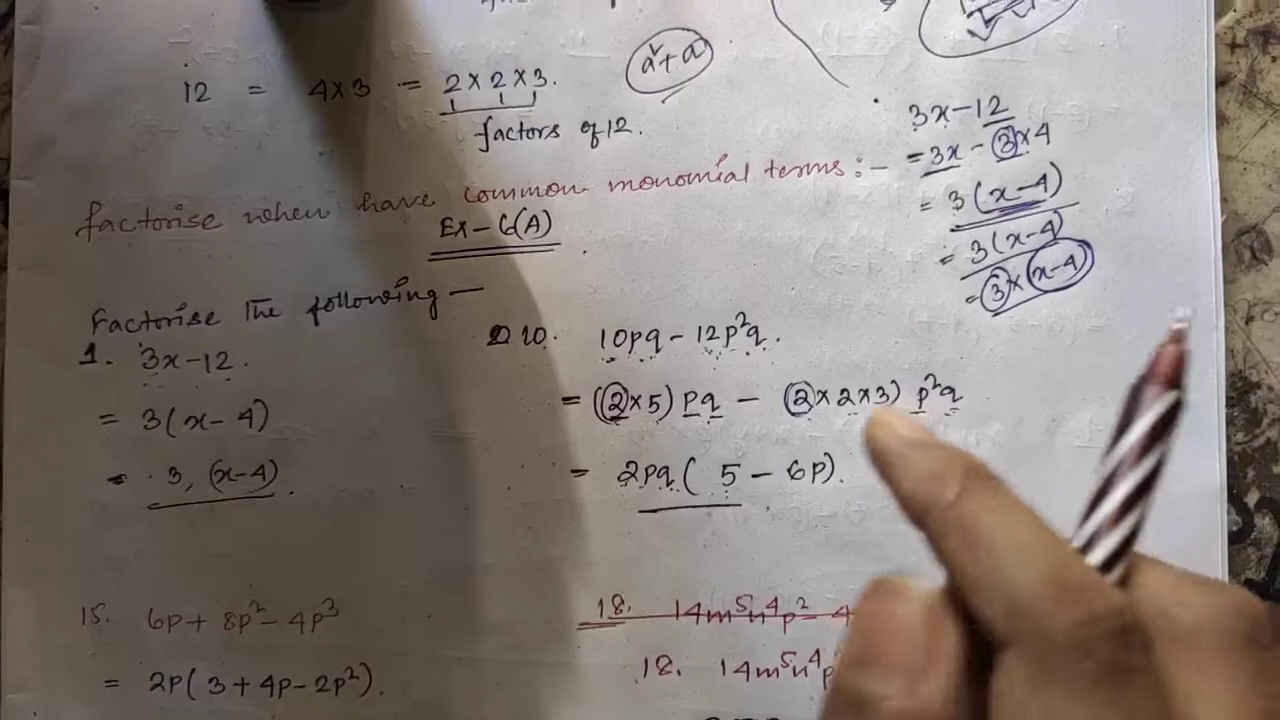 12 = 4×3 = 2×2×3.
factors of 12.
a²+a
3x-12
= 3x - 3×4
= 3(x-4)
= 3(x-4)
= 3×(x-4)
factorise when have common monomial terms:-
Ex-6(A)
Factorise The following —
1. 3x-12.
= 3(x-4)
= 3, (x-4).
10. 10pq - 12p²q.
= (2×5)pq - (2×2×3) p²q
= 2pq( 5 - 6p).
15. 6p+ 8p²- 4p³
= 2p( 3+4p-2p²).
18. 14m⁵n⁴p² - 4
18. 14m⁵n⁴p